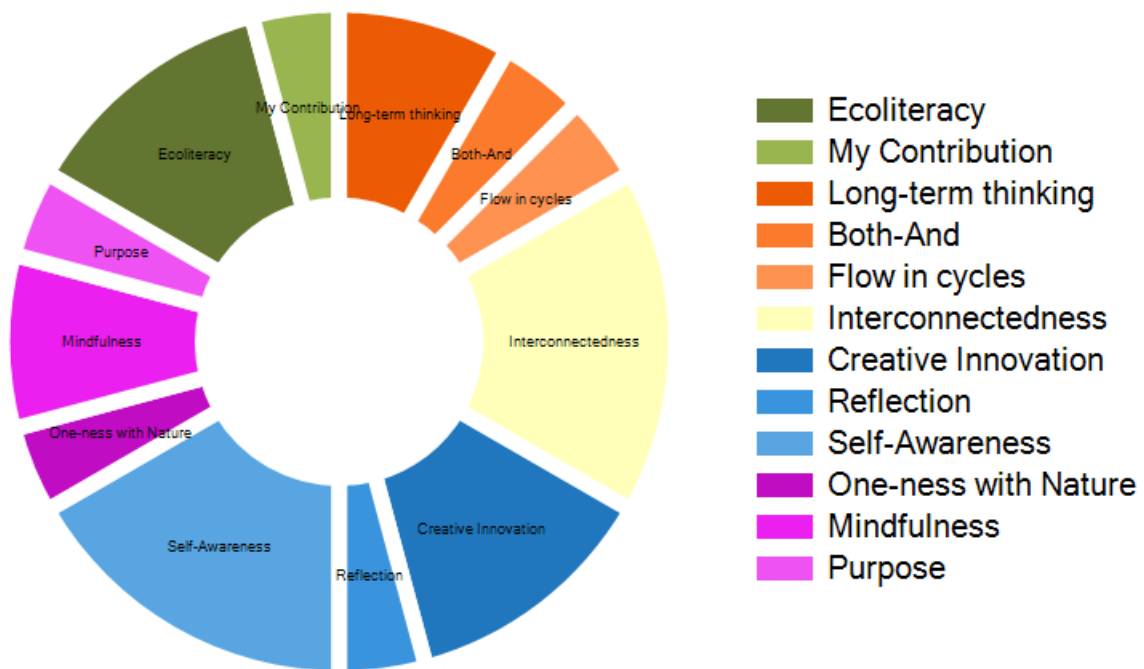 My Contribution
Long-term thinking
Ecoliteracy
Both-And
Flow in cycles
Purpose
Mindfulness
Interconnectedness
One-ness with Nature
Creative Innovation
Self-Awareness
Reflection
Ecoliteracy
My Contribution
Long-term thinking
Both-And
Flow in cycles
Interconnectedness
Creative Innovation
Reflection
Self-Awareness
One-ness with Nature
Mindfulness
Purpose